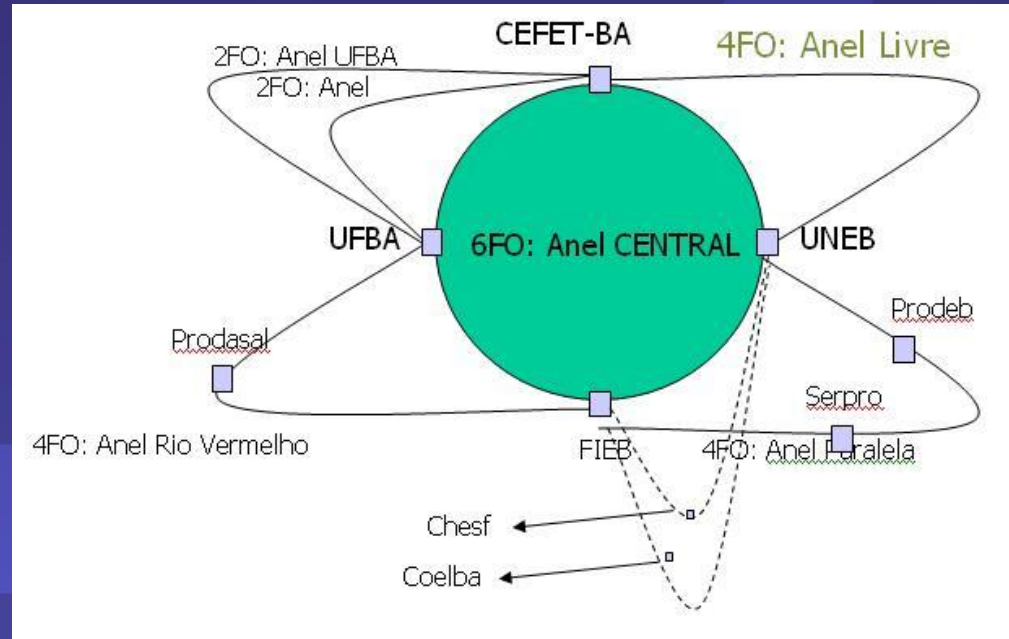 CEFET-BA
4FO: Anel Livre
2FO: Anel UFBA
2FO: Anel
UFBA
6FO: Anel CENTRAL
UNEB
Prodeb
Prodasal
Serpro
4FO: Anel Rio Vermelho
FIEB
4FO: Anel Paralela
Chesf
Coelba